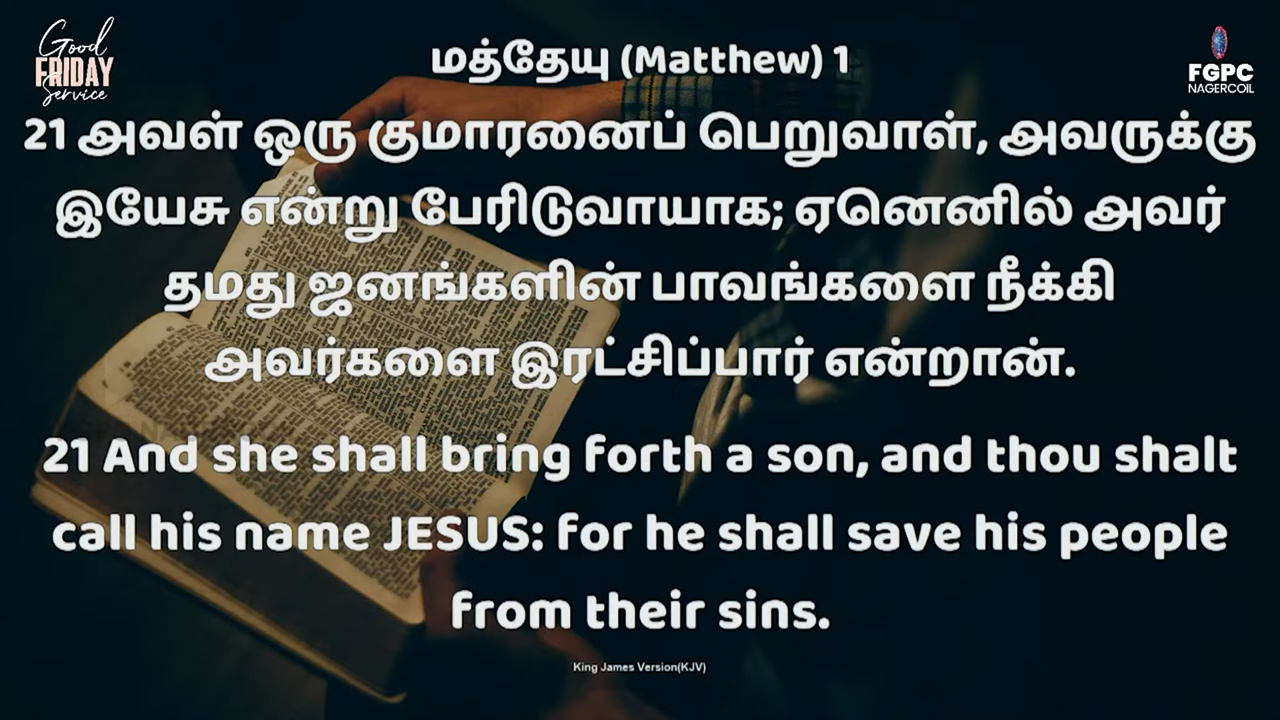 Good
FRIDAY
Service
FGPC
NAGERCOIL
மத்தேயு (Matthew) 1
21 அவள் ஒரு குமாரனைப் பெறுவாள், அவருக்கு
இயேசு என்று பேரிடுவாயாக; ஏனெனில் அவர்
தமது ஜனங்களின் பாவங்களை நீக்கி
அவர்களை இரட்சிப்பார் என்றான்.
21 And she shall bring forth a son, and thou shalt
call his name JESUS: for he shall save his people
from their sins.
King James Version(KJV)